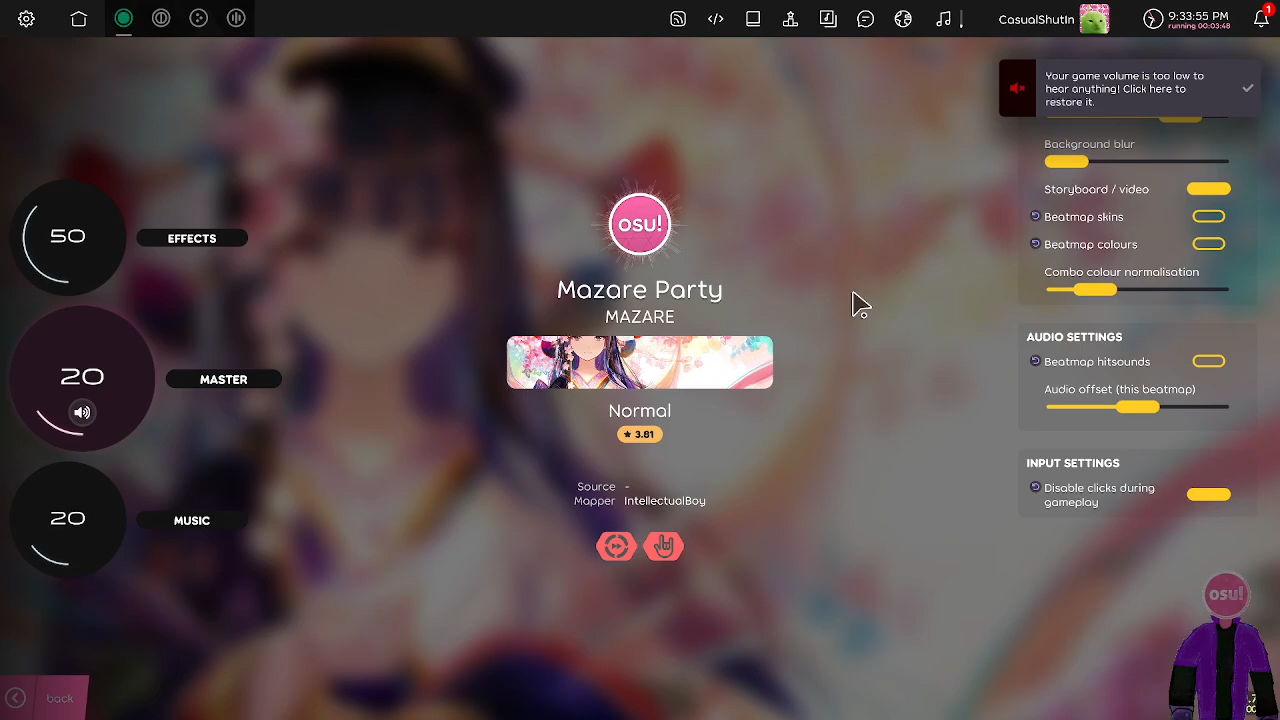 CasualShutIn
9:33:55 PM
running 00:03:48
1
Your game volume is too low to
hear anything! Click here to
restore it.
Background blur
Storyboard / video
Beatmap skins
Beatmap colours
Combo colour normalisation
AUDIO SETTINGS
Beatmap hitsounds
Audio offset (this beatmap)
INPUT SETTINGS
Disable clicks during
gameplay
50
EFFECTS
20
MASTER
20
MUSIC
osu!
Mazare Party
MAZARE
Normal
3.81
Source -
Mapper IntellectualBoy
osu!
back